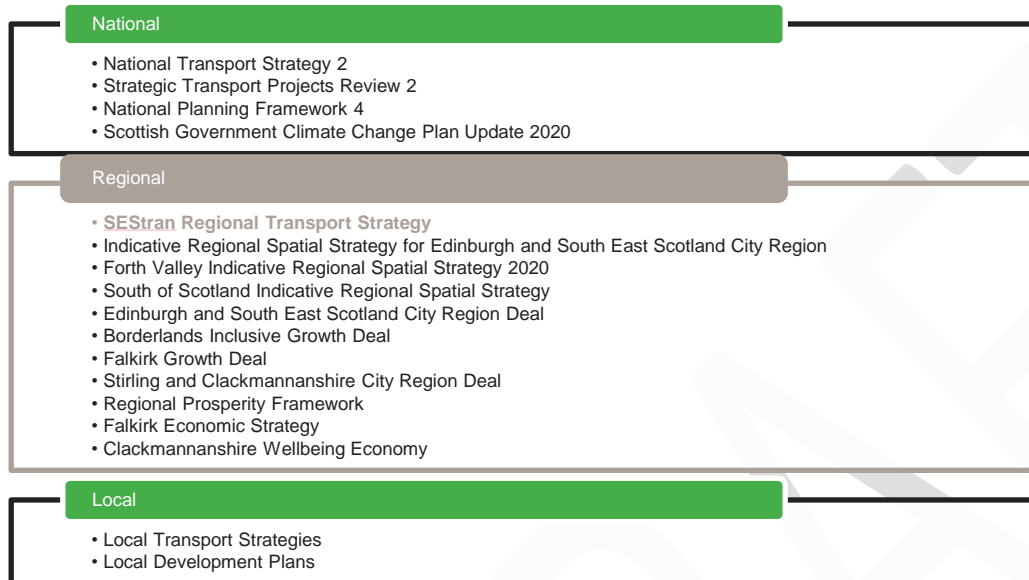 National
• National Transport Strategy 2
• Strategic Transport Projects Review 2
• National Planning Framework 4
• Scottish Government Climate Change Plan Update 2020
Regional
• SEStran Regional Transport Strategy
• Indicative Regional Spatial Strategy for Edinburgh and South East Scotland City Region
• Forth Valley Indicative Regional Spatial Strategy 2020
• South of Scotland Indicative Regional Spatial Strategy
• Edinburgh and South East Scotland City Region Deal
• Borderlands Inclusive Growth Deal
• Falkirk Growth Deal
• Stirling and Clackmannanshire City Region Deal
• Regional Prosperity Framework
• Falkirk Economic Strategy
• Clackmannanshire Wellbeing Economy
Local
• Local Transport Strategies
• Local Development Plans